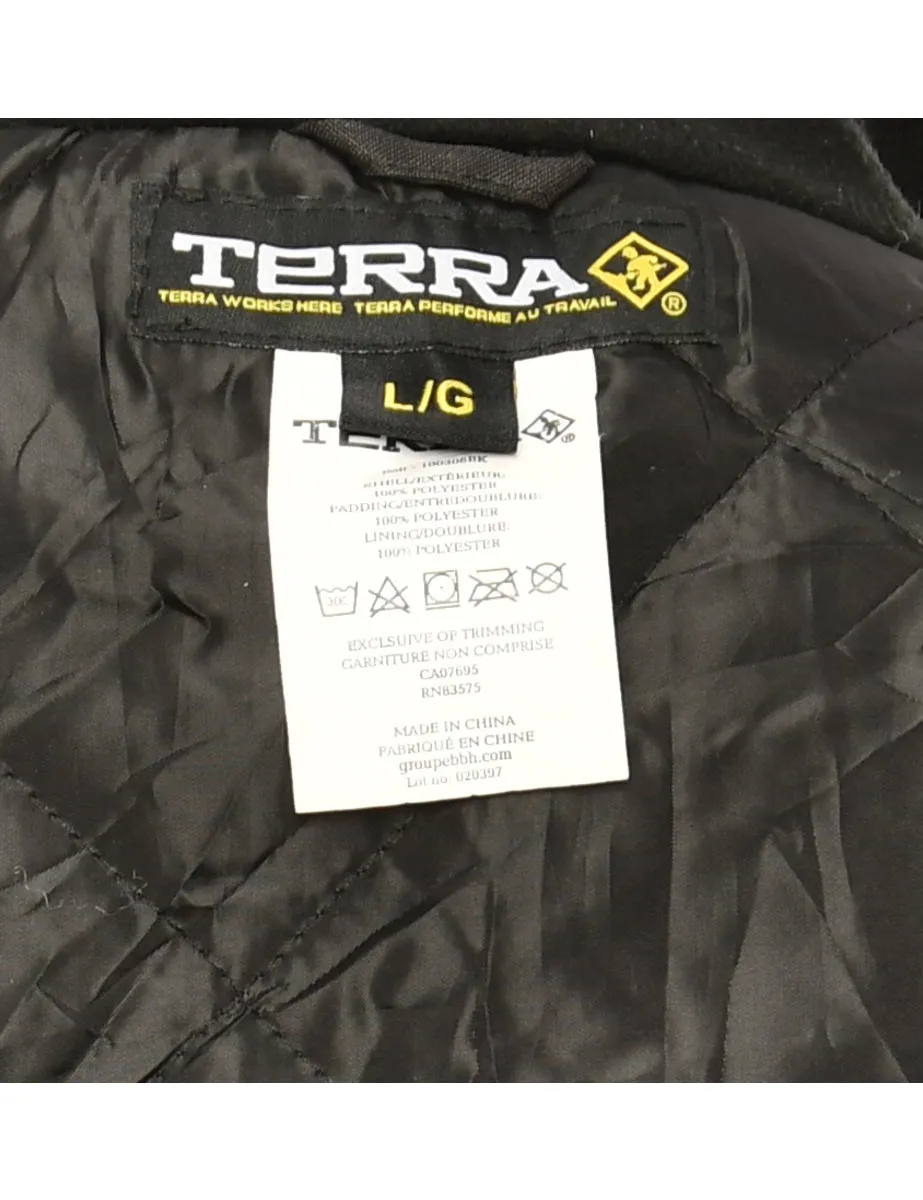 TERRA
TERRA WORKS HERE TERRA PERFORME AU TRAVAIL ®
L/G
100306BK
SHELL/EXTÉRIEUR:
100% POLYESTER
PADDING/ENTREDOUBLURE:
100% POLYESTER
LINING/DOUBLURE:
100% POLYESTER
30C
EXCLSUIVE OF TRIMMING
GARNITURE NON COMPRISE
CA07695
RN83575
MADE IN CHINA
FABRIQUÉ EN CHINE
groupebbh.com
Lot no: 020397